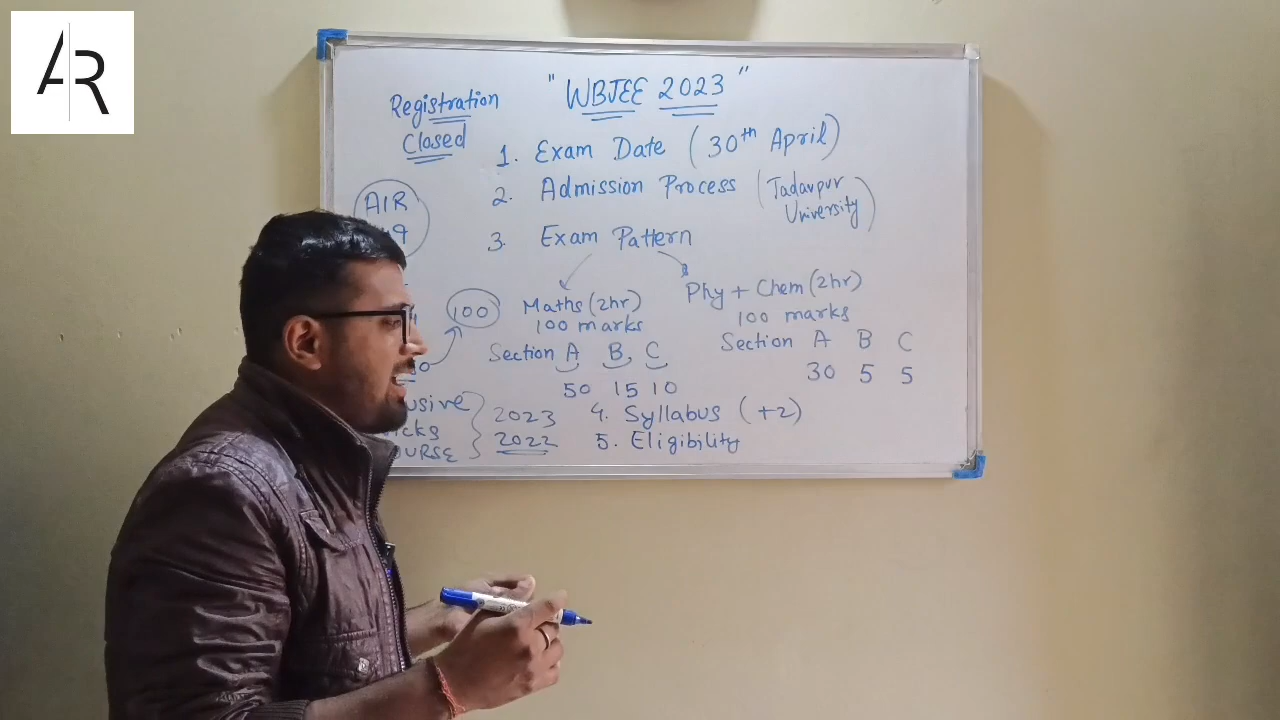 AR
" WBJEE 2023 "
Registration
Closed
1. Exam Date (30th April)
2. Admission Process (Jadavpur
University)
AIR
3. Exam Pattern
100
Maths (2hr)
100 marks
Section A B, C
50 15 10
Phy + Chem (2hr)
100 marks
Section A B C
30 5 5
2023
2022
4. Syllabus (+2)
5. Eligibility